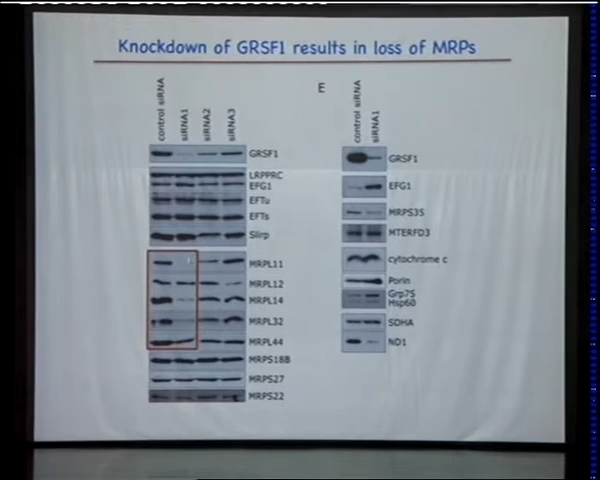 Knockdown of GRSF1 results in loss of MRPs
control siRNA
siRNA1
siRNA2
siRNA3
GRSF1
LRPPRC
EFG1
EFTu
EFTs
Slirp
MRPL11
MRPL12
MRPL14
MRPL32
MRPL44
MRPS18B
MRPS27
MRPS22
E
control siRNA
siRNA1
GRSF1
EFG1
MRPS35
MTERFD3
cytochrome c
Porin
Grp75
Hsp60
SDHA
ND1